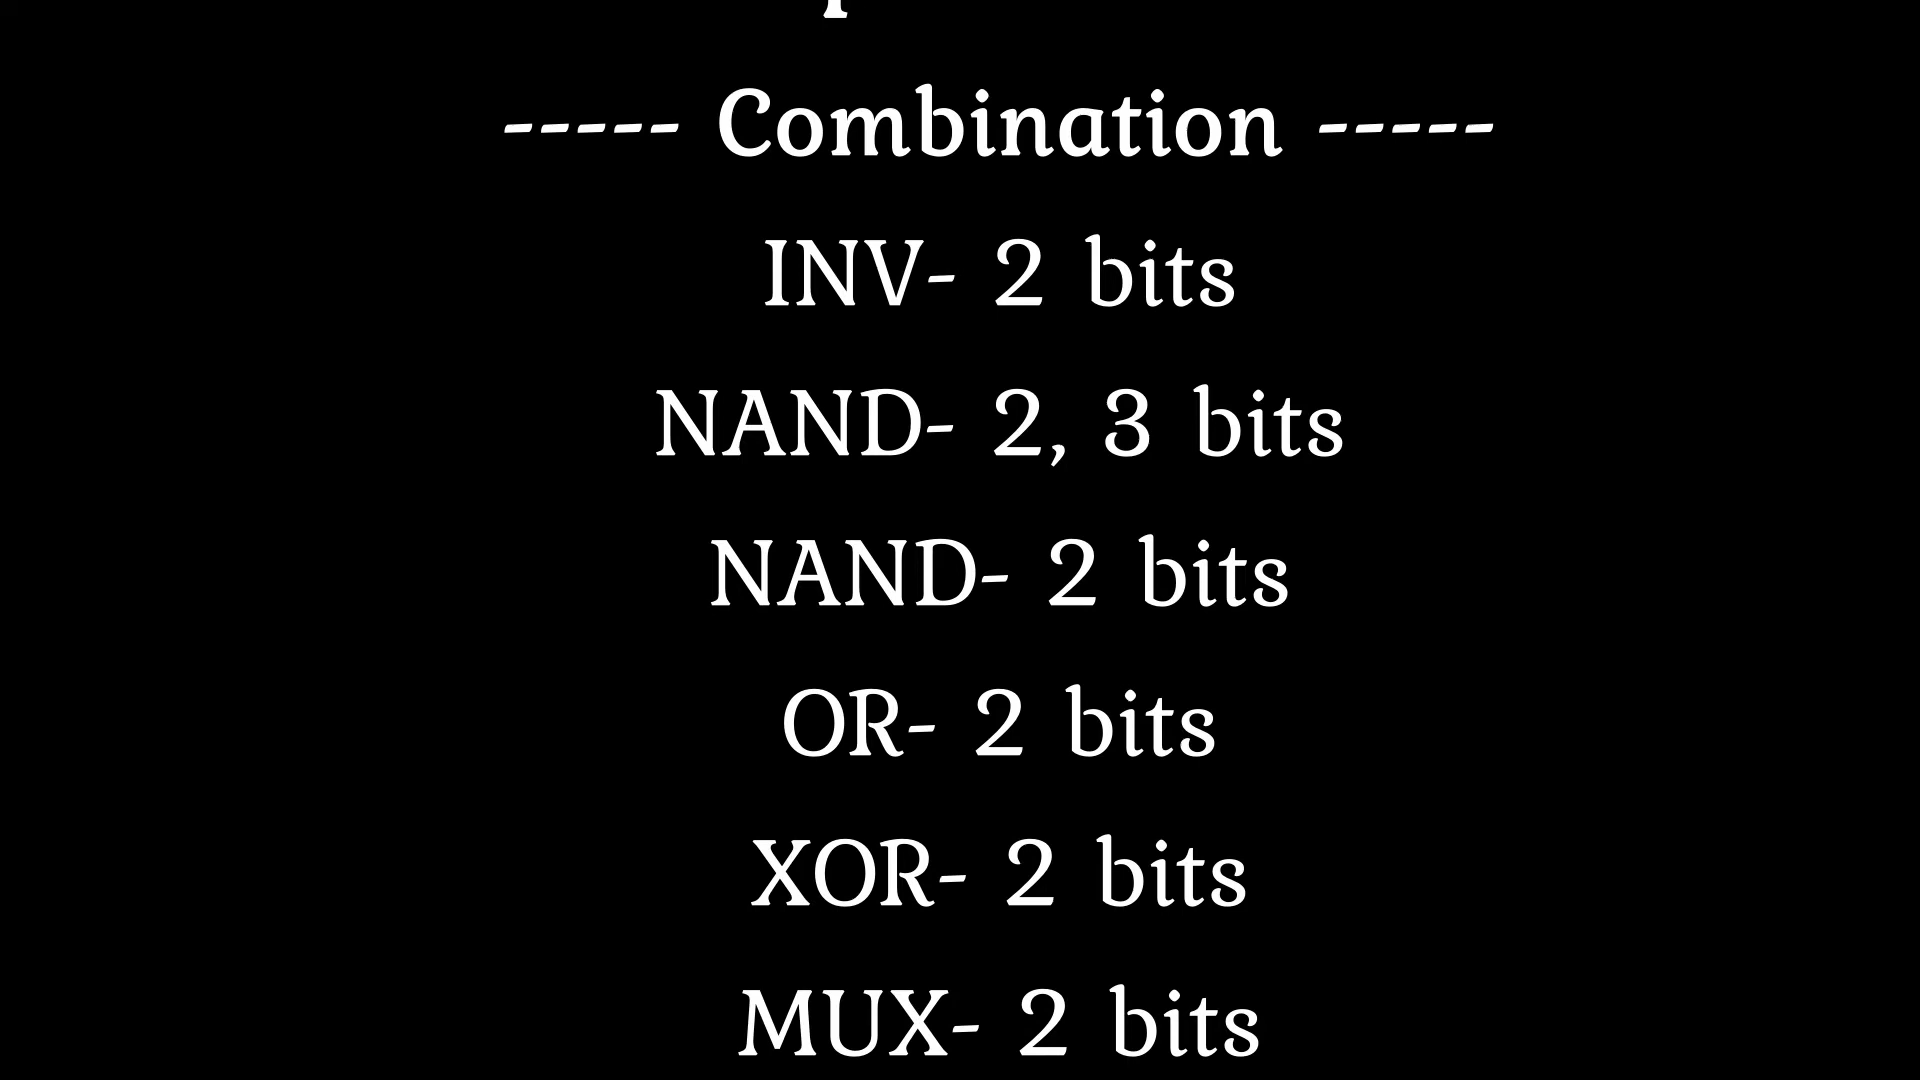 ----- Combination -----
INV- 2 bits
NAND- 2, 3 bits
NAND- 2 bits
OR- 2 bits
XOR- 2 bits
MUX- 2 bits